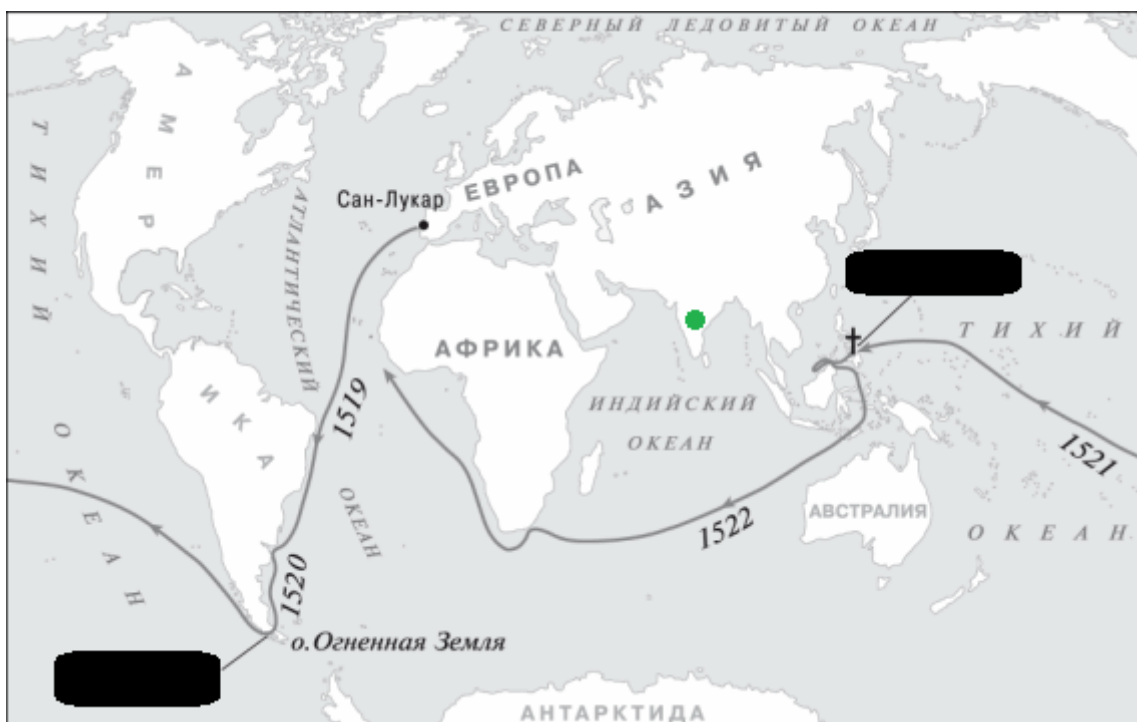 СЕВЕРНЫЙ ЛЕДОВИТЫЙ ОКЕАН
АМЕРИКА
ТИХИЙ ОКЕАН
ЕВРОПА
АЗИЯ
Сан-Лукар
АТЛАНТИЧЕСКИЙ ОКЕАН
ТИХИЙ
АФРИКА
1519
ИНДИЙСКИЙ
ОКЕАН
1521
1522
АВСТРАЛИЯ
ОКЕАН
1520
о.Огненная Земля
АНТАРКТИДА